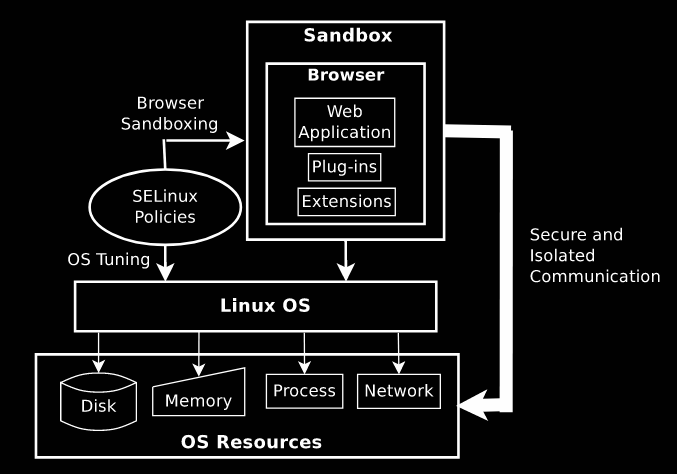 Sandbox
Browser
Web
Application
Plug-ins
Extensions
Browser
Sandboxing
SELinux
Policies
OS Tuning
Secure and
Isolated
Communication
Linux OS
Disk
Memory
Process
Network
OS Resources